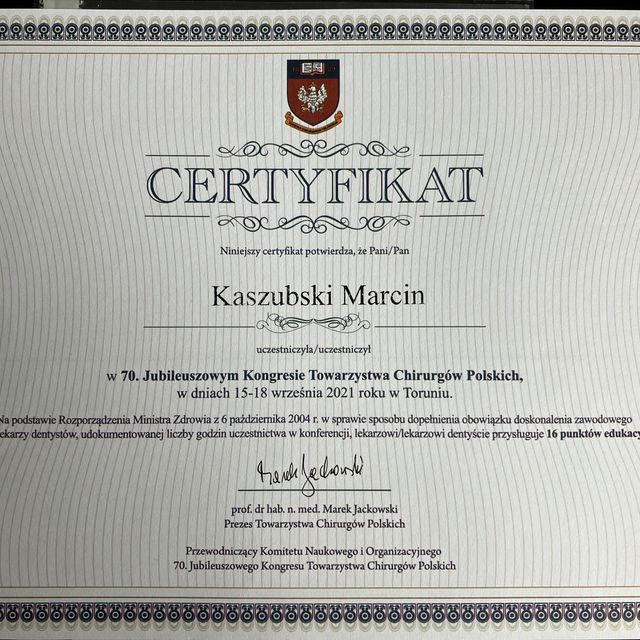 CERTYFIKAT
Niniejszy certyfikat potwierdza, że Pani/Pan
Kaszubski Marcin
uczestniczyła/uczestniczył
w 70. Jubileuszowym Kongresie Towarzystwa Chirurgów Polskich,
w dniach 15-18 września 2021 roku w Toruniu.
Na podstawie Rozporządzenia Ministra Zdrowia z 6 października 2004 r. w sprawie sposobu dopełnienia obowiązku doskonalenia zawodowego
lekarzy dentystów, udokumentowanej liczby godzin uczestnictwa w konferencji, lekarzowi/lekarzowi dentyście przysługuje 16 punktów edukacy
Marek Jackowski
prof. dr hab. n. med. Marek Jackowski
Prezes Towarzystwa Chirurgów Polskich
Przewodniczący Komitetu Naukowego i Organizacyjnego
70. Jubileuszowego Kongresu Towarzystwa Chirurgów Polskich